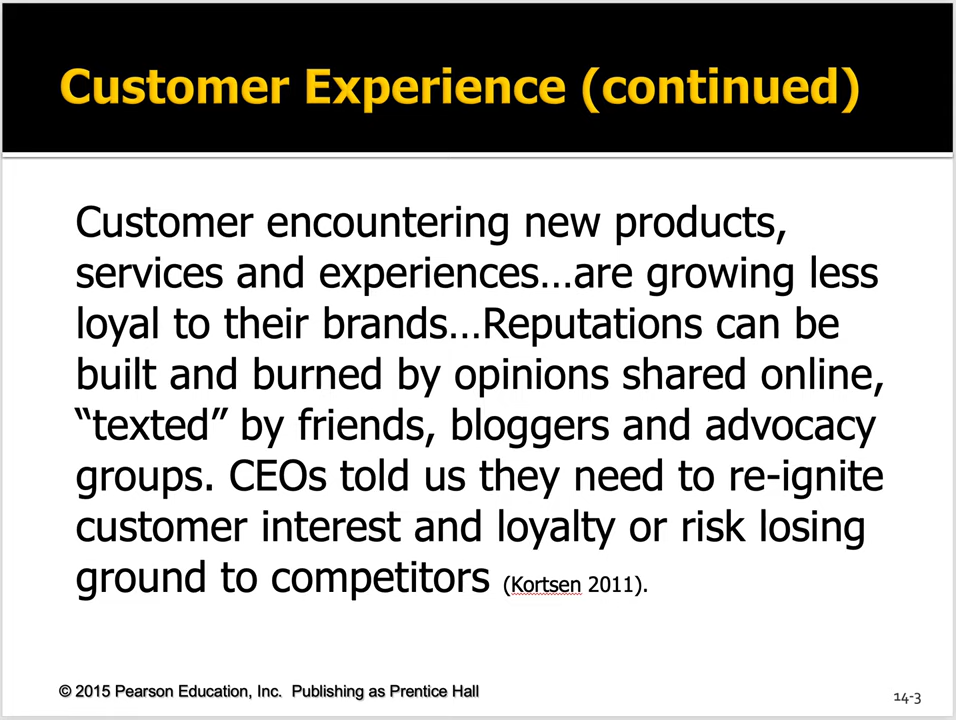 Customer Experience (continued)
Customer encountering new products,
services and experiences…are growing less
loyal to their brands…Reputations can be
built and burned by opinions shared online,
“texted” by friends, bloggers and advocacy
groups. CEOs told us they need to re-ignite
customer interest and loyalty or risk losing
ground to competitors (Kortsen 2011).
© 2015 Pearson Education, Inc.  Publishing as Prentice Hall
14-3